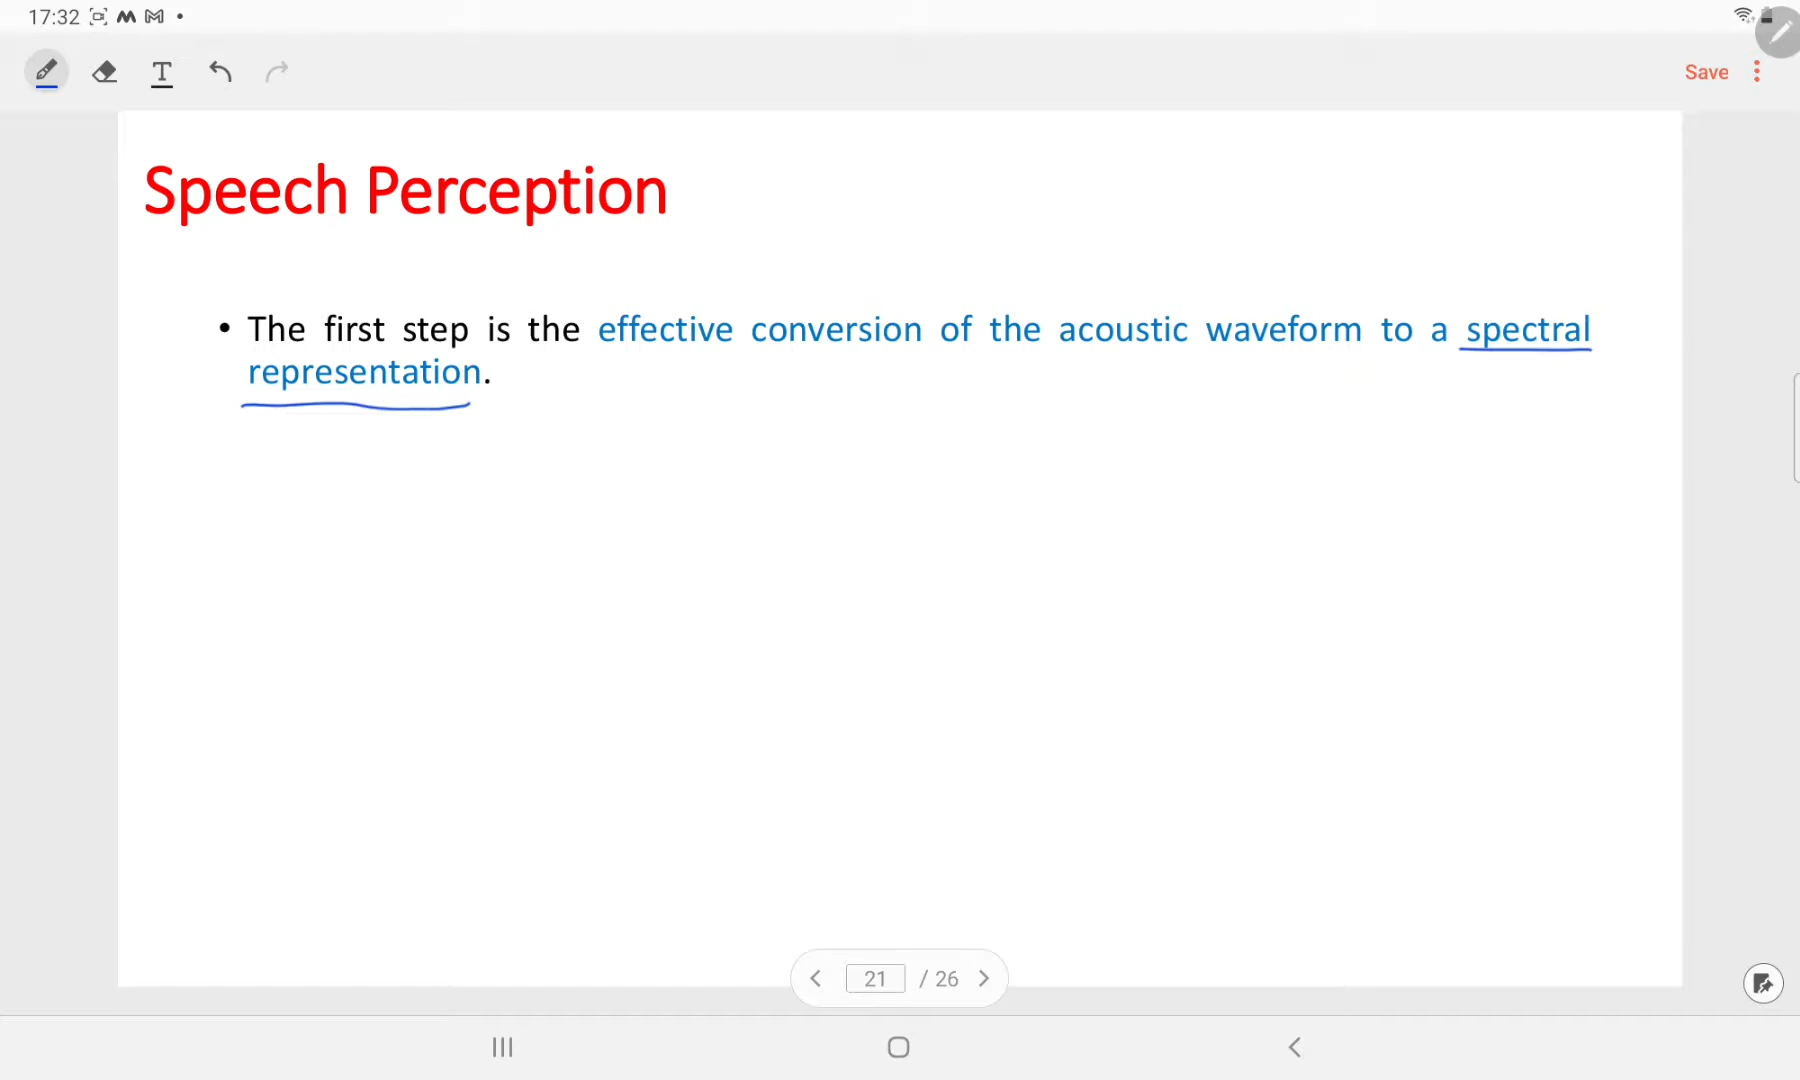 17:32
Save
Speech Perception
• The first step is the effective conversion of the acoustic waveform to a spectral
representation.
21 / 26